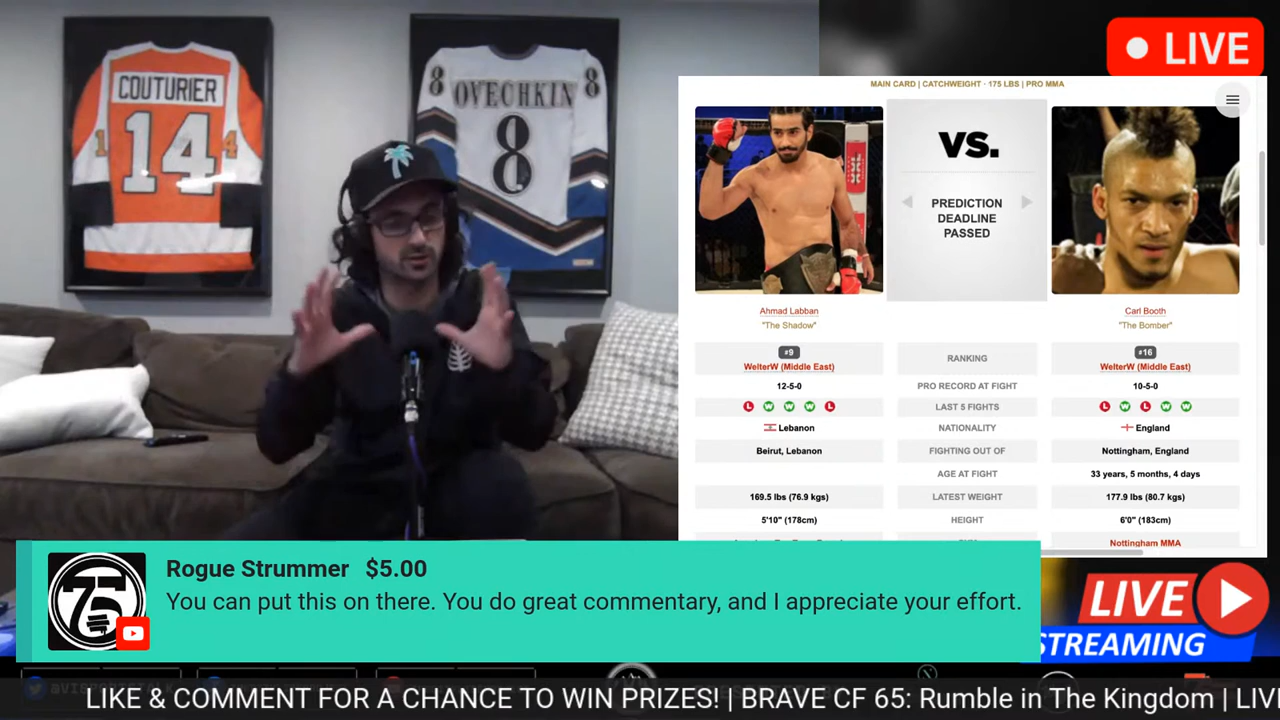 COUTURIER
14
14
8
OVECHKIN
8
8
LIVE
MAIN CARD | CATCHWEIGHT · 175 LBS | PRO MMA
VS.
PREDICTION
DEADLINE
PASSED
Ahmad Labban
"The Shadow"
Carl Booth
"The Bomber"
#9
WelterW (Middle East)
RANKING
#16
WelterW (Middle East)
12-5-0
PRO RECORD AT FIGHT
10-5-0
L W W W L
LAST 5 FIGHTS
L W L W W
Lebanon
NATIONALITY
England
Beirut, Lebanon
FIGHTING OUT OF
Nottingham, England
AGE AT FIGHT
33 years, 5 months, 4 days
169.5 lbs (76.9 kgs)
LATEST WEIGHT
177.9 lbs (80.7 kgs)
5'10" (178cm)
HEIGHT
6'0" (183cm)
Nottingham MMA
75
Rogue Strummer $5.00
You can put this on there. You do great commentary, and I appreciate your effort.
LIVE
STREAMING
LIKE & COMMENT FOR A CHANCE TO WIN PRIZES! | BRAVE CF 65: Rumble in The Kingdom | LIV